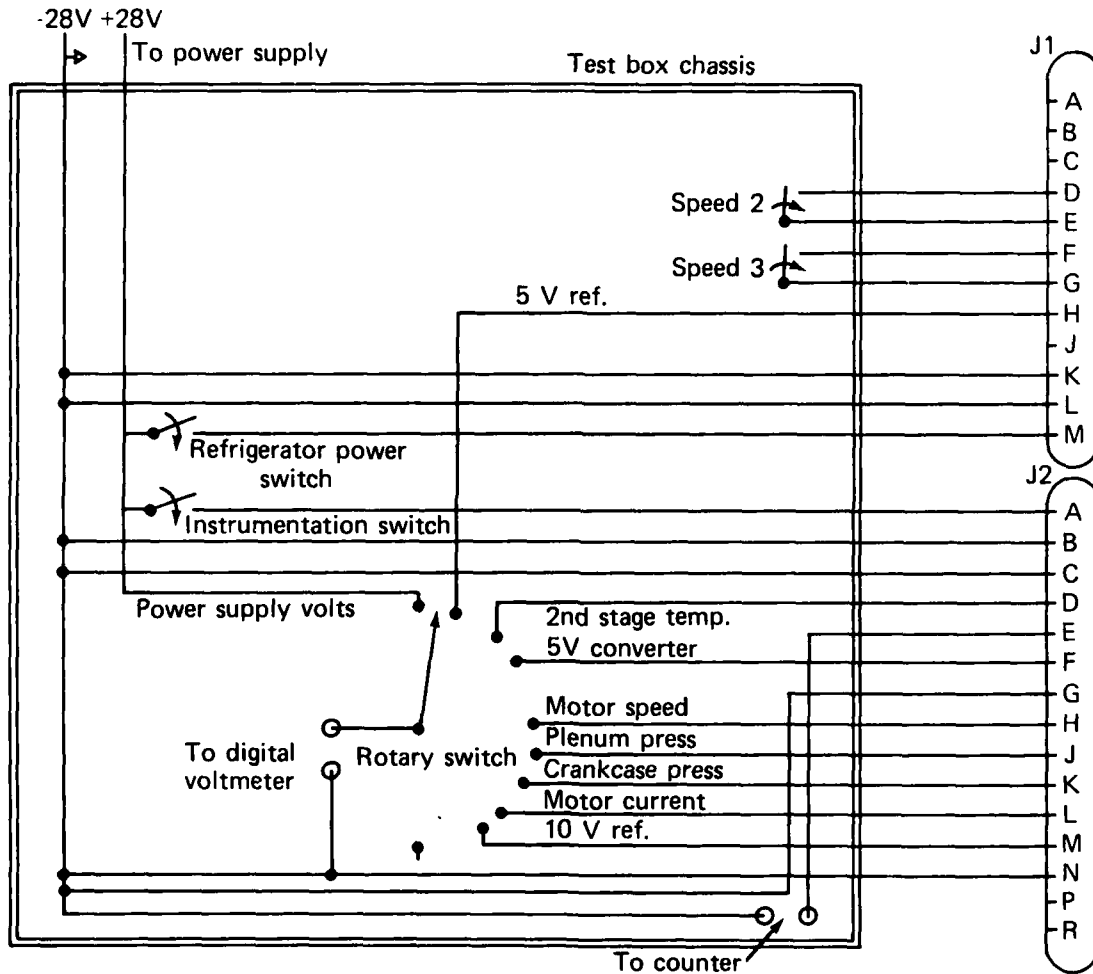 -28V +28V
To power supply
Test box chassis
J1
A
B
C
D
Speed 2
E
F
Speed 3
G
5 V ref.
H
J
K
L
M
Refrigerator power
switch
J2
A
Instrumentation switch
B
C
Power supply volts
D
2nd stage temp.
E
5V converter
F
G
Motor speed
H
Plenum press
J
To digital
voltmeter
Rotary switch
Crankcase press
K
Motor current
L
10 V ref.
M
N
P
R
To counter